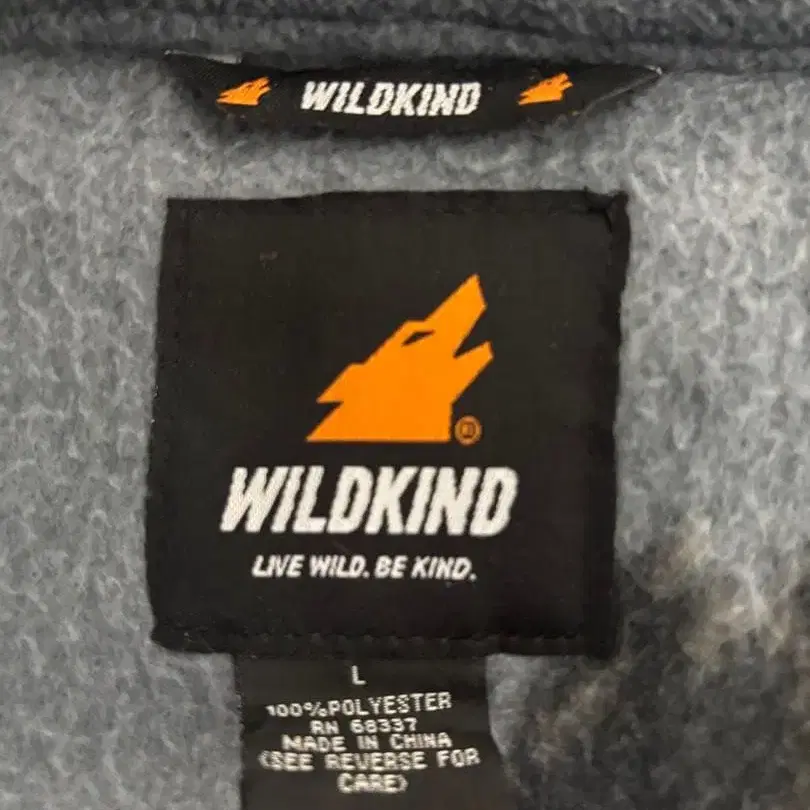 WILDKIND
WILDKIND
LIVE WILD. BE KIND.
L
100% POLYESTER
RN 68337
MADE IN CHINA
(SEE REVERSE FOR
CARE)